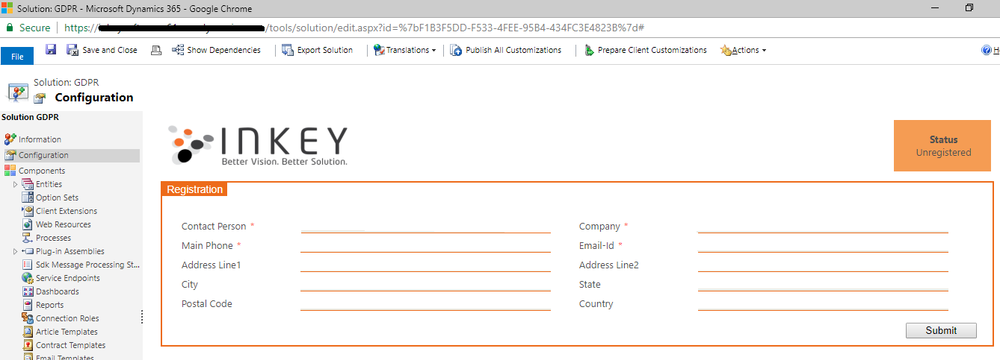 Solution: GDPR - Microsoft Dynamics 365 - Google Chrome
Secure https:// /tools/solution/edit.aspx?id=%7bF1B3F5DD-F533-4FEE-95B4-434FC3E4823B%7d#
File Save and Close Show Dependencies Export Solution Translations Publish All Customizations Prepare Client Customizations Actions
Solution: GDPR
Configuration
Solution GDPR
Information
Configuration
Components
Entities
Option Sets
Client Extensions
Web Resources
Processes
Plug-in Assemblies
Sdk Message Processing St...
Service Endpoints
Dashboards
Reports
Connection Roles
Article Templates
Contract Templates
Email Templates
INKEY
Better Vision. Better Solution.
Status
Unregistered
Registration
Contact Person * Company *
Main Phone * Email-Id *
Address Line1 Address Line2
City State
Postal Code Country
Submit